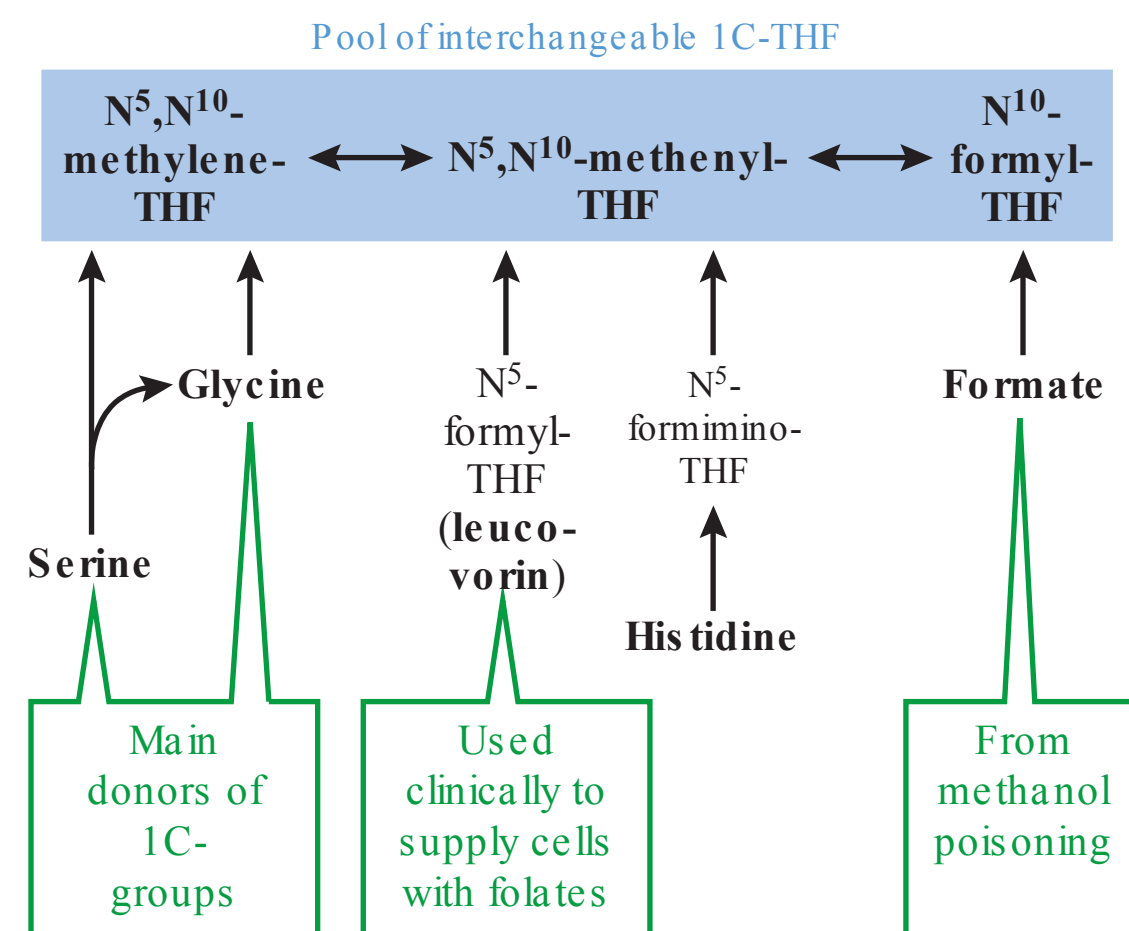 Pool of interchangeable 1C-THF
N⁵,N¹⁰-
methylene-
THF
N⁵,N¹⁰-methenyl-
THF
N¹⁰-
formyl-
THF
Glycine
Serine
N⁵-
formyl-
THF
(leuco-
vorin)
N⁵-
formimino-
THF
Histidine
Formate
Main
donors of
1C-
groups
Used
clinically to
supply cells
with folates
From
methanol
poisoning